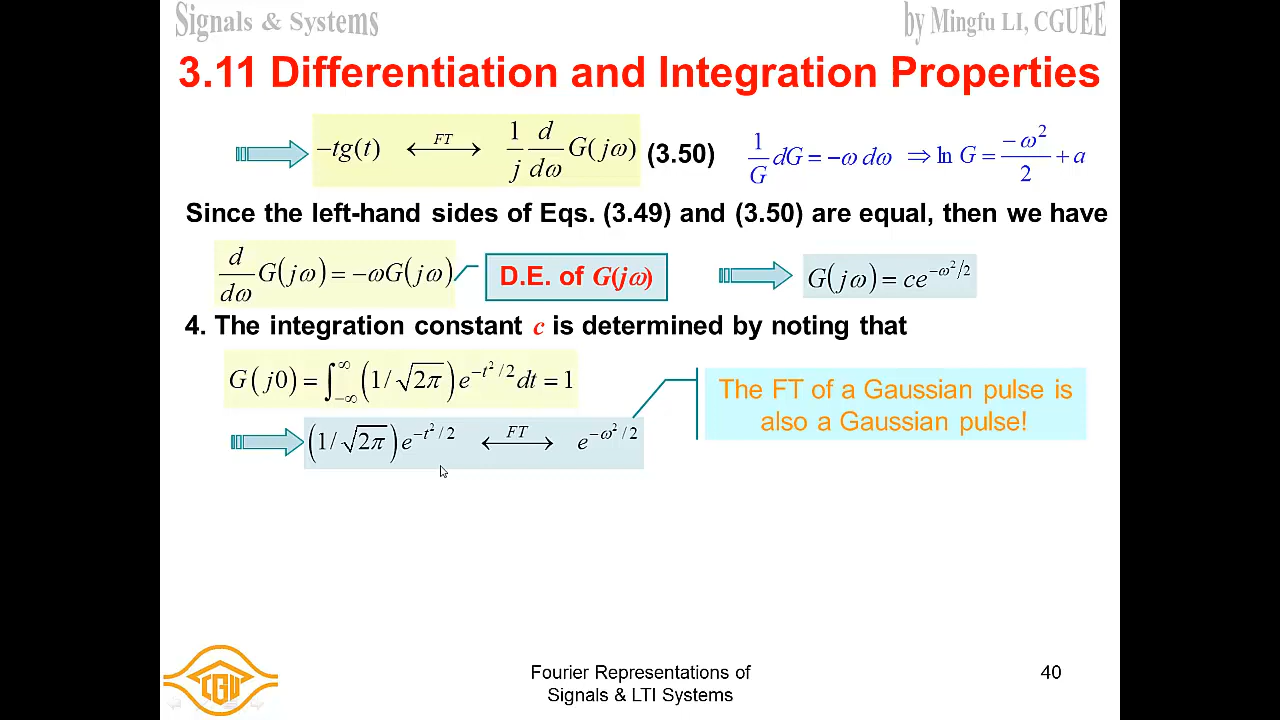 Signals & Systems
by Mingfu LI, CGUEE
3.11 Differentiation and Integration Properties
−tg(t) ←FT→ 1/j d/dω G(jω) (3.50)
1/G dG = −ω dω ⇒ ln G = −ω²/2 + a
Since the left-hand sides of Eqs. (3.49) and (3.50) are equal, then we have
d/dω G(jω) = −ωG(jω)
D.E. of G(jω)
G(jω) = ce^(−ω²/2)
4. The integration constant c is determined by noting that
G(j0) = ∫_{−∞}^{∞} (1/√2π) e^(−t²/2) dt = 1
The FT of a Gaussian pulse is
also a Gaussian pulse!
(1/√2π) e^(−t²/2) ←FT→ e^(−ω²/2)
CGU
Fourier Representations of
Signals & LTI Systems
40